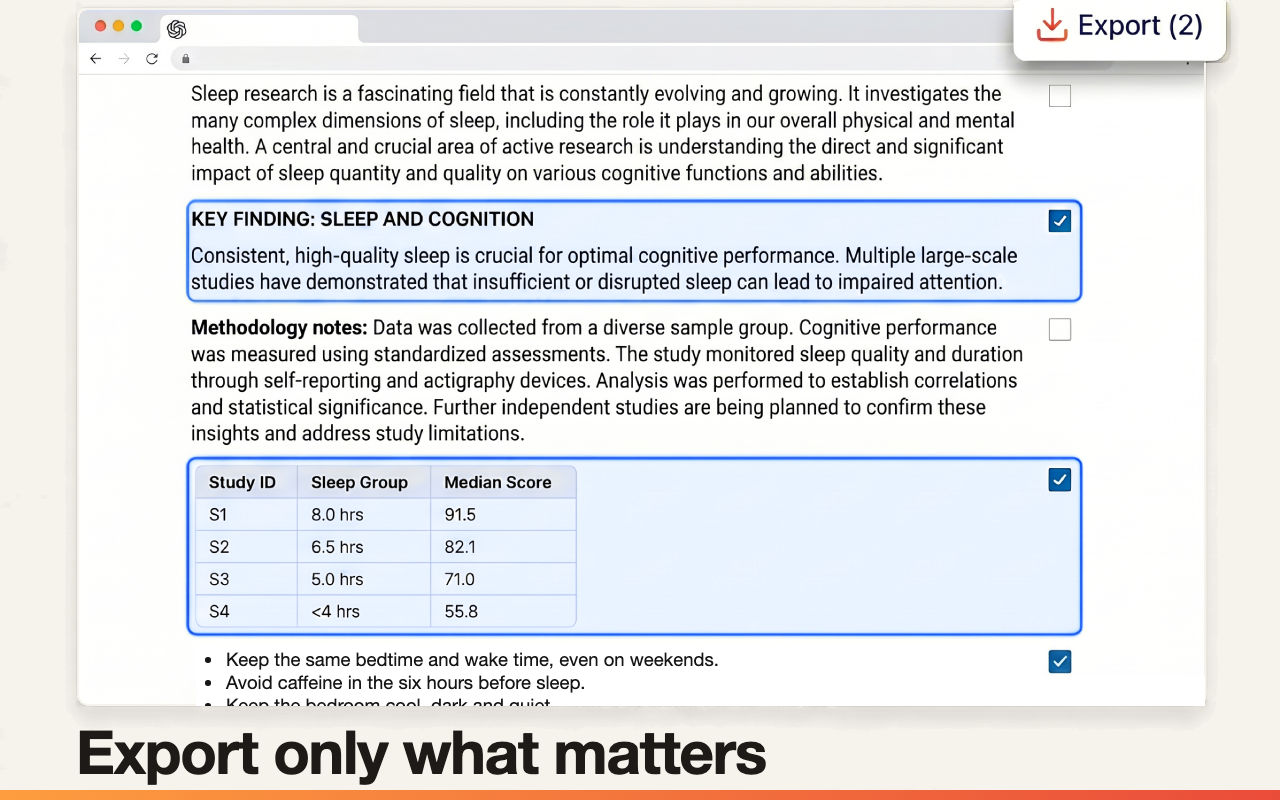 Export (2)
Sleep research is a fascinating field that is constantly evolving and growing. It investigates the
many complex dimensions of sleep, including the role it plays in our overall physical and mental
health. A central and crucial area of active research is understanding the direct and significant
impact of sleep quantity and quality on various cognitive functions and abilities.
KEY FINDING: SLEEP AND COGNITION
Consistent, high-quality sleep is crucial for optimal cognitive performance. Multiple large-scale
studies have demonstrated that insufficient or disrupted sleep can lead to impaired attention.
Methodology notes: Data was collected from a diverse sample group. Cognitive performance
was measured using standardized assessments. The study monitored sleep quality and duration
through self-reporting and actigraphy devices. Analysis was performed to establish correlations
and statistical significance. Further independent studies are being planned to confirm these
insights and address study limitations.
Study ID Sleep Group Median Score
S1 8.0 hrs 91.5
S2 6.5 hrs 82.1
S3 5.0 hrs 71.0
S4 <4 hrs 55.8
• Keep the same bedtime and wake time, even on weekends.
• Avoid caffeine in the six hours before sleep.
• Keep the bedroom cool, dark and quiet
Export only what matters